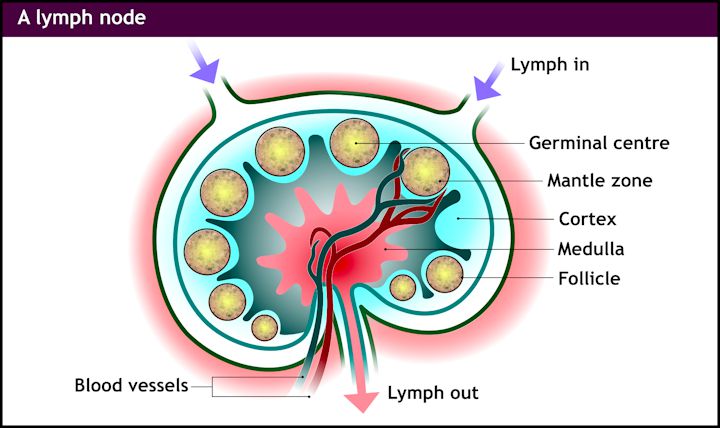 A lymph node
Lymph in
Germinal centre
Mantle zone
Cortex
Medulla
Follicle
Blood vessels
Lymph out